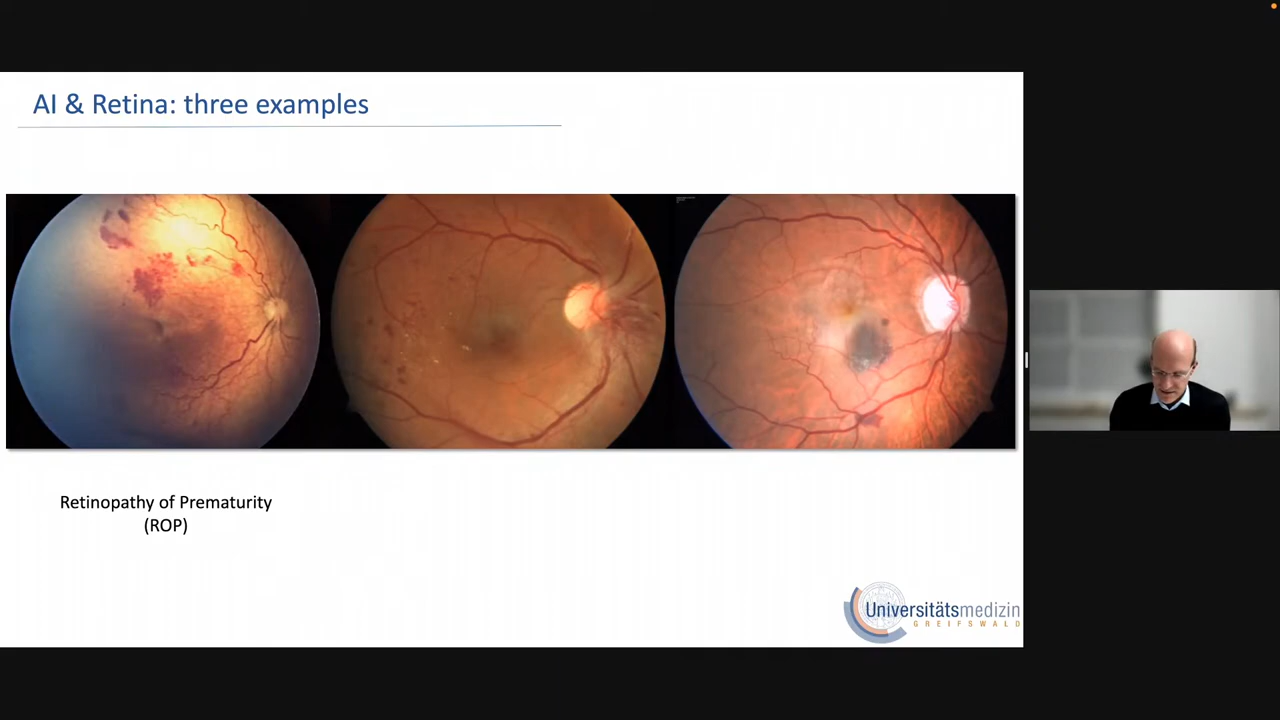 AI & Retina: three examples
Retinopathy of Prematurity
(ROP)
Universitätsmedizin
GREIFSWALD